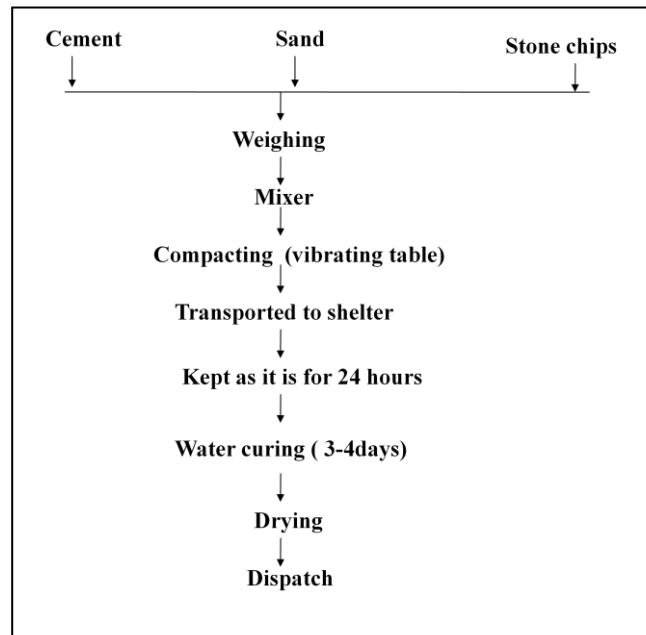 Cement
Sand
Stone chips
Weighing
Mixer
Compacting (vibrating table)
Transported to shelter
Kept as it is for 24 hours
Water curing ( 3-4days)
Drying
Dispatch